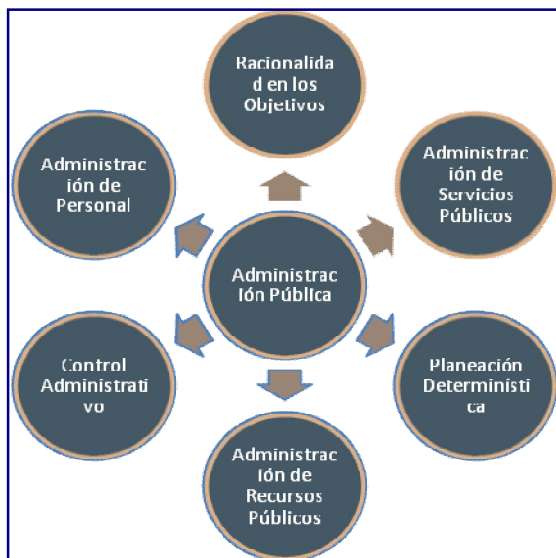 Racionalida
d en los
Objetivos
Administrac
ión de
Personal
Administrac
ión de
Servicios
Públicos
Administrac
ión Pública
Control
Administrati
vo
Planeación
Determinísti
ca
Administrac
ión de
Recursos
Públicos